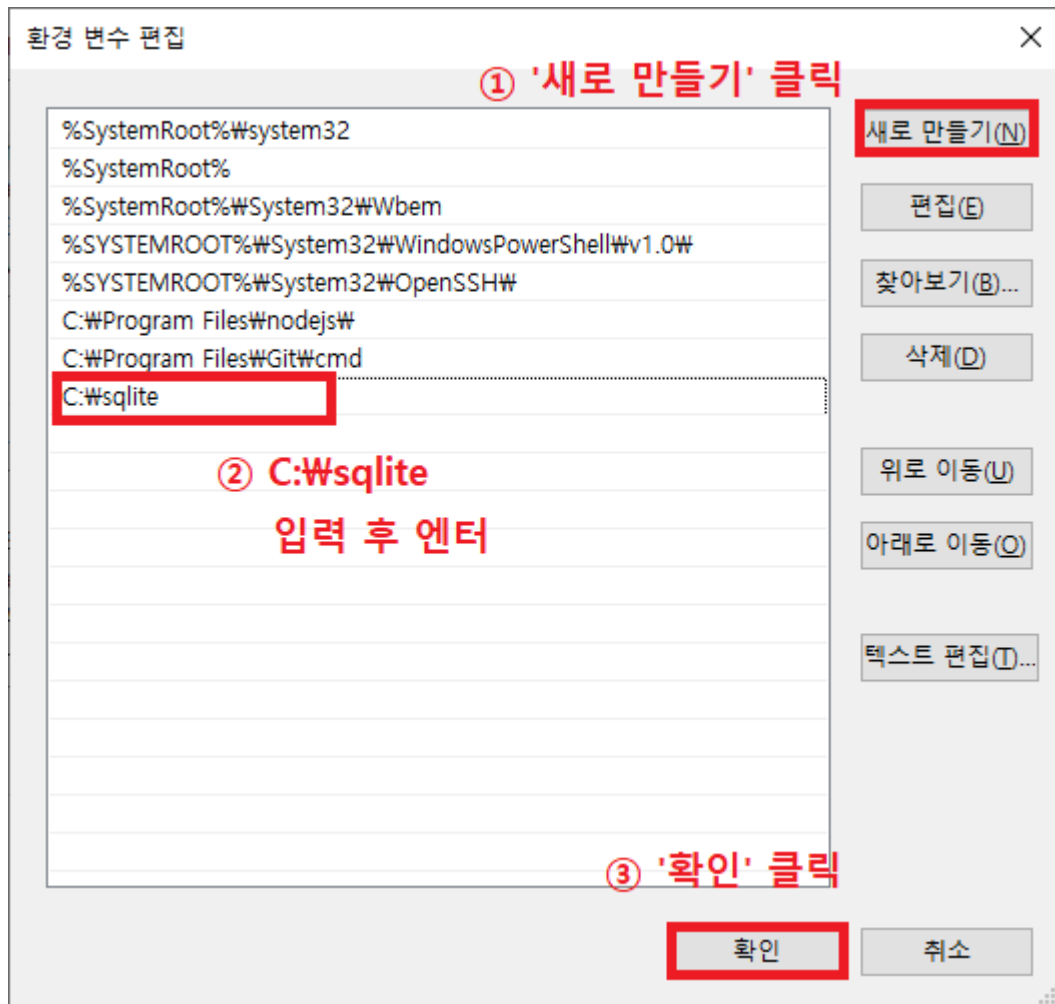 환경 변수 편집
① '새로 만들기' 클릭
%SystemRoot%₩system32
새로 만들기(N)
%SystemRoot%
%SystemRoot%₩System32₩Wbem
편집(E)
%SYSTEMROOT%₩System32₩WindowsPowerShell₩v1.0₩
%SYSTEMROOT%₩System32₩OpenSSH₩
찾아보기(B)...
C:₩Program Files₩nodejs₩
C:₩Program Files₩Git₩cmd
삭제(D)
C:₩sqlite
② C:₩sqlite
입력 후 엔터
위로 이동(U)
아래로 이동(O)
텍스트 편집(T)...
③ '확인' 클릭
확인
취소